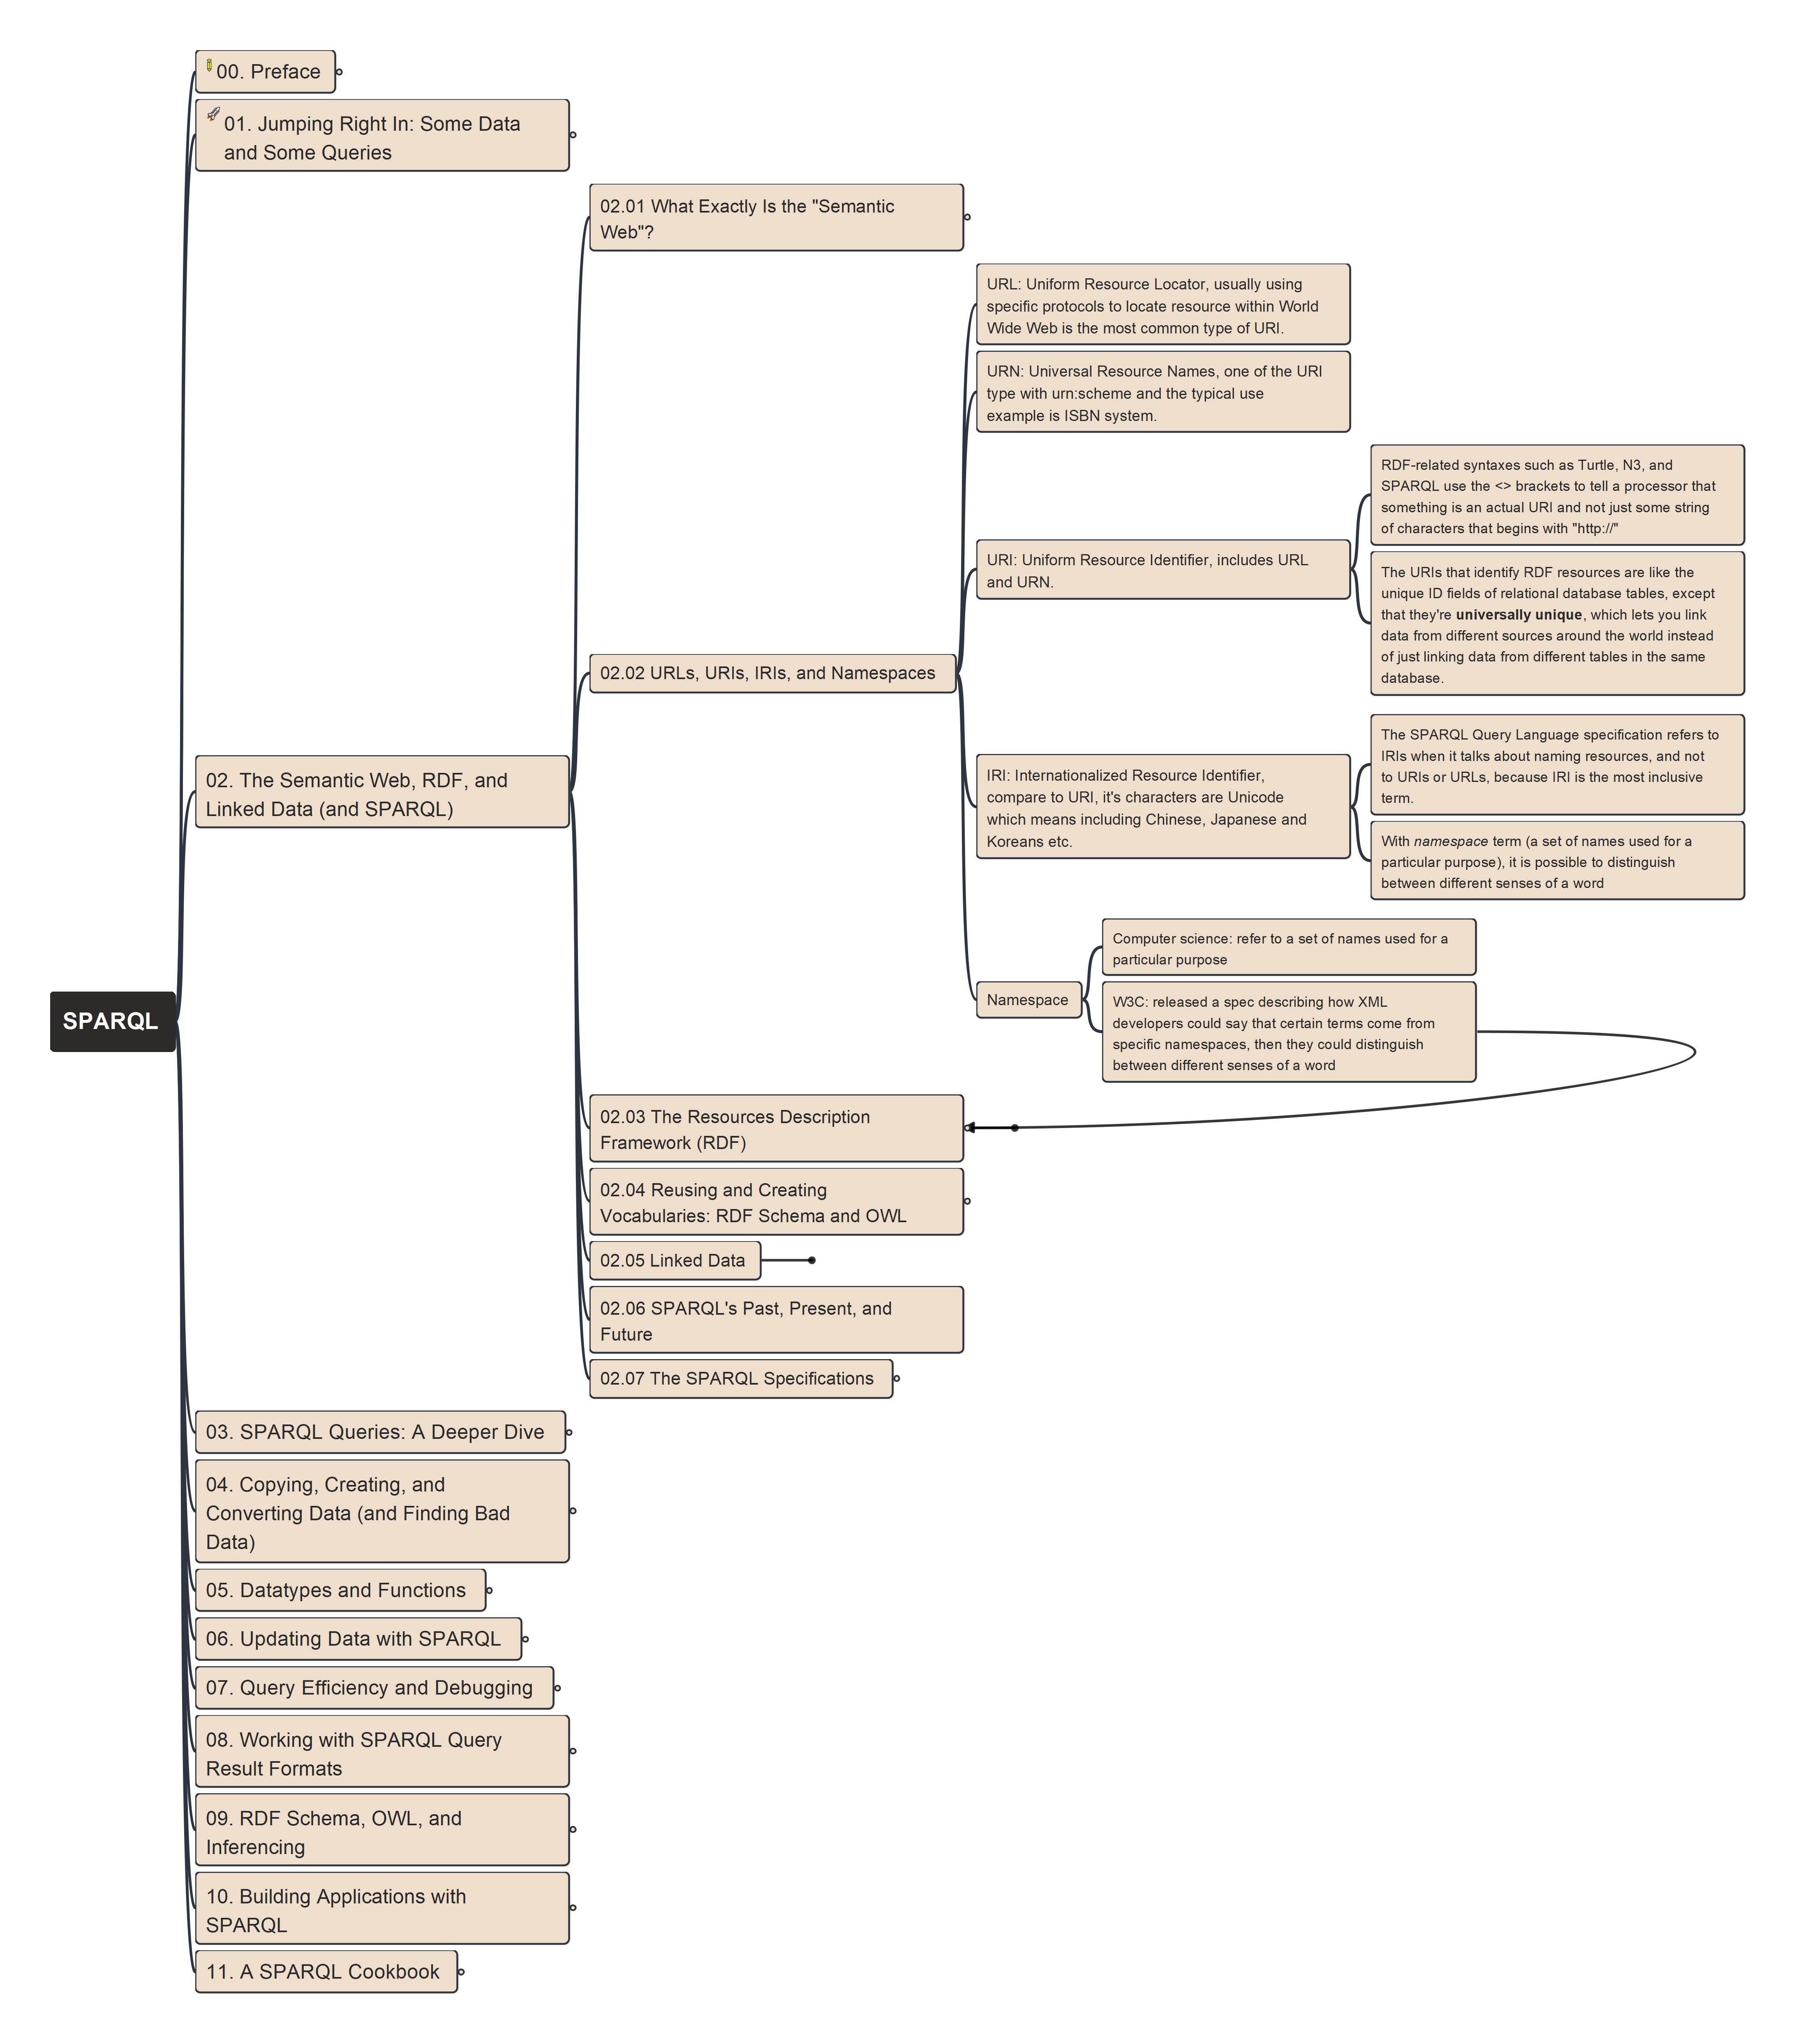 00. Preface
01. Jumping Right In: Some Data
and Some Queries
02.01 What Exactly Is the "Semantic
Web"?
URL: Uniform Resource Locator, usually using
specific protocols to locate resource within World
Wide Web is the most common type of URI.
URN: Universal Resource Names, one of the URI
type with urn:scheme and the typical use
example is ISBN system.
RDF-related syntaxes such as Turtle, N3, and
SPARQL use the <> brackets to tell a processor that
something is an actual URI and not just some string
of characters that begins with "http://"
URI: Uniform Resource Identifier, includes URL
and URN.
The URIs that identify RDF resources are like the
unique ID fields of relational database tables, except
that they're universally unique, which lets you link
data from different sources around the world instead
of just linking data from different tables in the same
database.
02.02 URLs, URIs, IRIs, and Namespaces
The SPARQL Query Language specification refers to
IRIs when it talks about naming resources, and not
to URIs or URLs, because IRI is the most inclusive
term.
02. The Semantic Web, RDF, and
Linked Data (and SPARQL)
IRI: Internationalized Resource Identifier,
compare to URI, it's characters are Unicode
which means including Chinese, Japanese and
Koreans etc.
With namespace term (a set of names used for a
particular purpose), it is possible to distinguish
between different senses of a word
Computer science: refer to a set of names used for a
particular purpose
Namespace
W3C: released a spec describing how XML
developers could say that certain terms come from
specific namespaces, then they could distinguish
between different senses of a word
SPARQL
02.03 The Resources Description
Framework (RDF)
02.04 Reusing and Creating
Vocabularies: RDF Schema and OWL
02.05 Linked Data
02.06 SPARQL's Past, Present, and
Future
02.07 The SPARQL Specifications
03. SPARQL Queries: A Deeper Dive
04. Copying, Creating, and
Converting Data (and Finding Bad
Data)
05. Datatypes and Functions
06. Updating Data with SPARQL
07. Query Efficiency and Debugging
08. Working with SPARQL Query
Result Formats
09. RDF Schema, OWL, and
Inferencing
10. Building Applications with
SPARQL
11. A SPARQL Cookbook